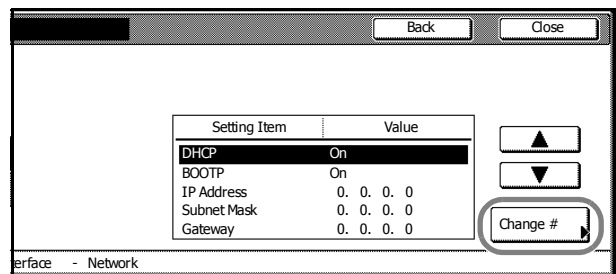 Back Close
Setting Item Value
DHCP On
BOOTP On
IP Address 0. 0. 0. 0
Subnet Mask 0. 0. 0. 0
Gateway 0. 0. 0. 0
Change #
- Network